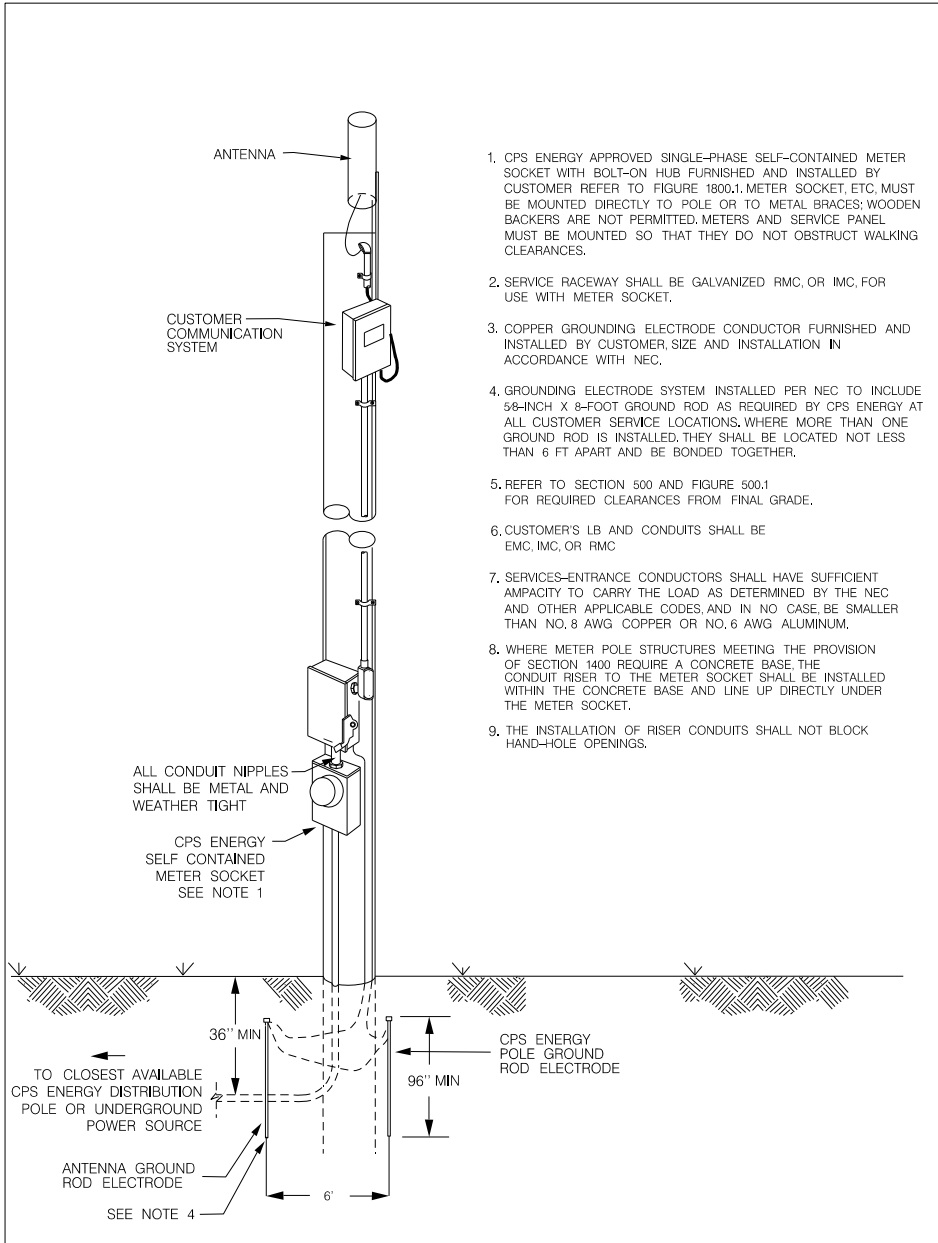 ANTENNA
CUSTOMER
COMMUNICATION
SYSTEM
ALL CONDUIT NIPPLES
SHALL BE METAL AND
WEATHER TIGHT
CPS ENERGY
SELF CONTAINED
METER SOCKET
SEE NOTE 1
1. CPS ENERGY APPROVED SINGLE-PHASE SELF-CONTAINED METER
SOCKET WITH BOLT-ON HUB FURNISHED AND INSTALLED BY
CUSTOMER REFER TO FIGURE 1800.1. METER SOCKET, ETC, MUST
BE MOUNTED DIRECTLY TO POLE OR TO METAL BRACES; WOODEN
BACKERS ARE NOT PERMITTED. METERS AND SERVICE PANEL
MUST BE MOUNTED SO THAT THEY DO NOT OBSTRUCT WALKING
CLEARANCES.
2. SERVICE RACEWAY SHALL BE GALVANIZED RMC, OR IMC, FOR
USE WITH METER SOCKET.
3. COPPER GROUNDING ELECTRODE CONDUCTOR FURNISHED AND
INSTALLED BY CUSTOMER, SIZE AND INSTALLATION IN
ACCORDANCE WITH NEC.
4. GROUNDING ELECTRODE SYSTEM INSTALLED PER NEC TO INCLUDE
5⁄8-INCH X 8-FOOT GROUND ROD AS REQUIRED BY CPS ENERGY AT
ALL CUSTOMER SERVICE LOCATIONS. WHERE MORE THAN ONE
GROUND ROD IS INSTALLED. THEY SHALL BE LOCATED NOT LESS
THAN 6 FT APART AND BE BONDED TOGETHER.
5. REFER TO SECTION 500 AND FIGURE 500.1
FOR REQUIRED CLEARANCES FROM FINAL GRADE.
6. CUSTOMER'S LB AND CONDUITS SHALL BE
EMC, IMC, OR RMC
7. SERVICES-ENTRANCE CONDUCTORS SHALL HAVE SUFFICIENT
AMPACITY TO CARRY THE LOAD AS DETERMINED BY THE NEC
AND OTHER APPLICABLE CODES, AND IN NO CASE, BE SMALLER
THAN NO. 8 AWG COPPER OR NO. 6 AWG ALUMINUM.
8. WHERE METER POLE STRUCTURES MEETING THE PROVISION
OF SECTION 1400 REQUIRE A CONCRETE BASE, THE
CONDUIT RISER TO THE METER SOCKET SHALL BE INSTALLED
WITHIN THE CONCRETE BASE AND LINE UP DIRECTLY UNDER
THE METER SOCKET.
9. THE INSTALLATION OF RISER CONDUITS SHALL NOT BLOCK
HAND-HOLE OPENINGS.
36'' MIN
TO CLOSEST AVAILABLE
CPS ENERGY DISTRIBUTION
POLE OR UNDERGROUND
POWER SOURCE
ANTENNA GROUND
ROD ELECTRODE
SEE NOTE 4
6'
96'' MIN
CPS ENERGY
POLE GROUND
ROD ELECTRODE